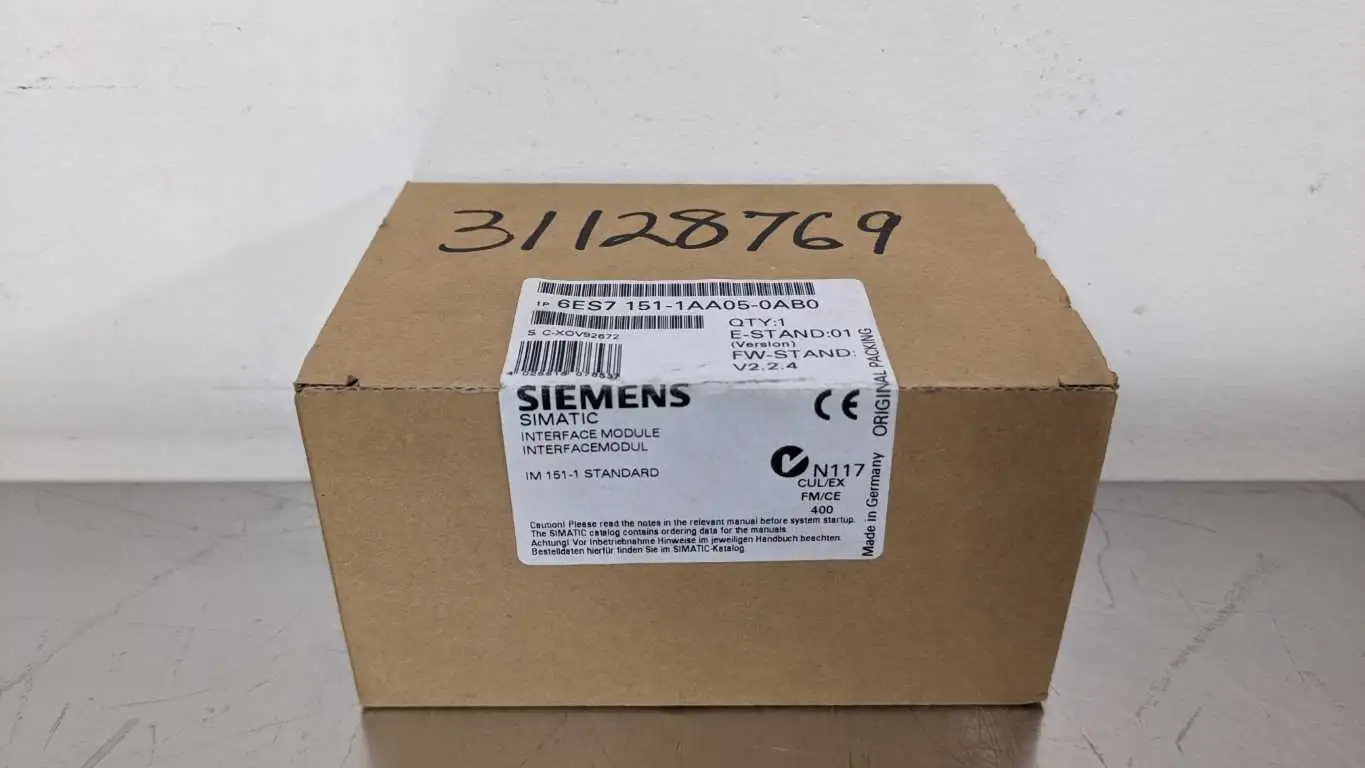 31128769
1P 6ES7 151-1AA05-0AB0
S C-XOV92672
QTY:1
E-STAND:01
(Version)
FW-STAND:
V2.2.4
SIEMENS
SIMATIC
INTERFACE MODULE
INTERFACEMODUL
IM 151-1 STANDARD
CE
N117
CUL/EX
FM/CE
400
Made in Germany ORIGINAL PACKING
Caution! Please read the notes in the relevant manual before system startup.
The SIMATIC catalog contains ordering data for the manuals.
Achtung! Vor Inbetriebnahme Hinweise im jeweiligen Handbuch beachten.
Bestelldaten hierfür finden Sie im SIMATIC-Katalog.